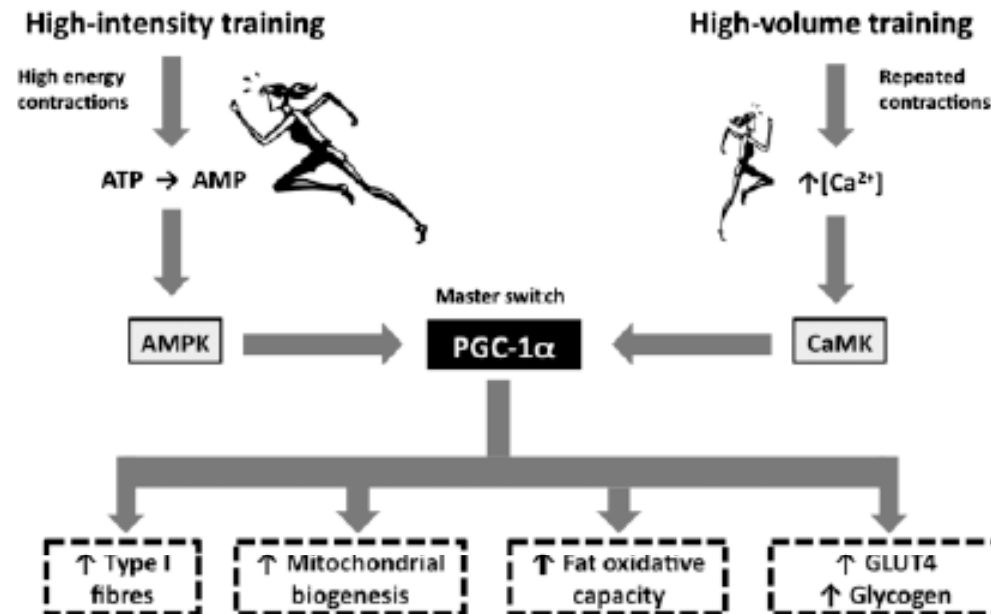 High-intensity training
High-volume training
High energy
contractions
Repeated
contractions
ATP → AMP
↑[Ca²⁺]
Master switch
AMPK
PGC-1α
CaMK
↑ Type I
fibres
↑ Mitochondrial
biogenesis
↑ Fat oxidative
capacity
↑ GLUT4
↑ Glycogen